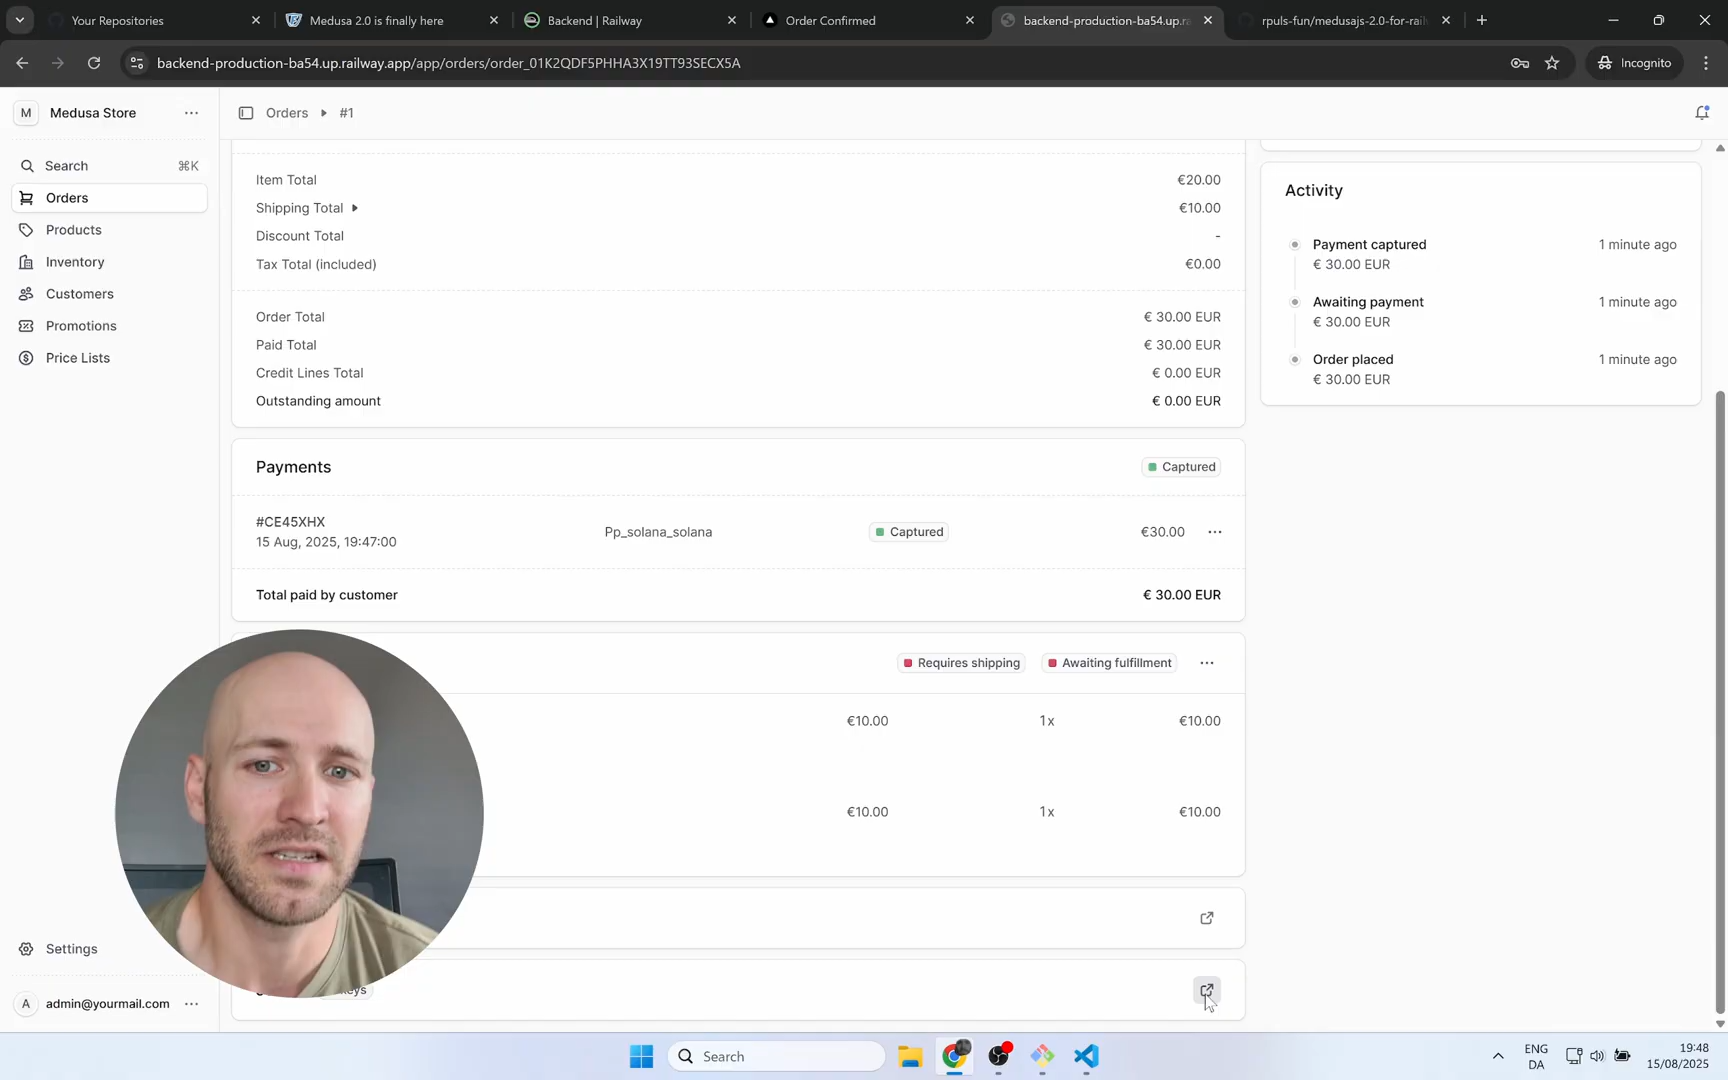 Your Repositories
Medusa 2.0 is finally here
Backend | Railway
Order Confirmed
backend-production-ba54.up.ra
rpuls-fun/medusajs-2.0-for-rail
backend-production-ba54.up.railway.app/app/orders/order_01K2QDF5PHHA3X19TT93SECX5A
Incognito
M
Medusa Store
Orders
#1
Search
⌘K
Orders
Products
Inventory
Customers
Promotions
Price Lists
Item Total
€20.00
Shipping Total
€10.00
Discount Total
-
Tax Total (included)
€0.00
Order Total
€ 30.00 EUR
Paid Total
€ 30.00 EUR
Credit Lines Total
€ 0.00 EUR
Outstanding amount
€ 0.00 EUR
Activity
Payment captured
1 minute ago
€ 30.00 EUR
Awaiting payment
1 minute ago
€ 30.00 EUR
Order placed
1 minute ago
€ 30.00 EUR
Payments
Captured
#CE45XHX
15 Aug, 2025, 19:47:00
Pp_solana_solana
Captured
€30.00
Total paid by customer
€ 30.00 EUR
Requires shipping
Awaiting fulfillment
€10.00
1x
€10.00
€10.00
1x
€10.00
Settings
A
admin@yourmail.com
Search
ENG
DA
19:48
15/08/2025